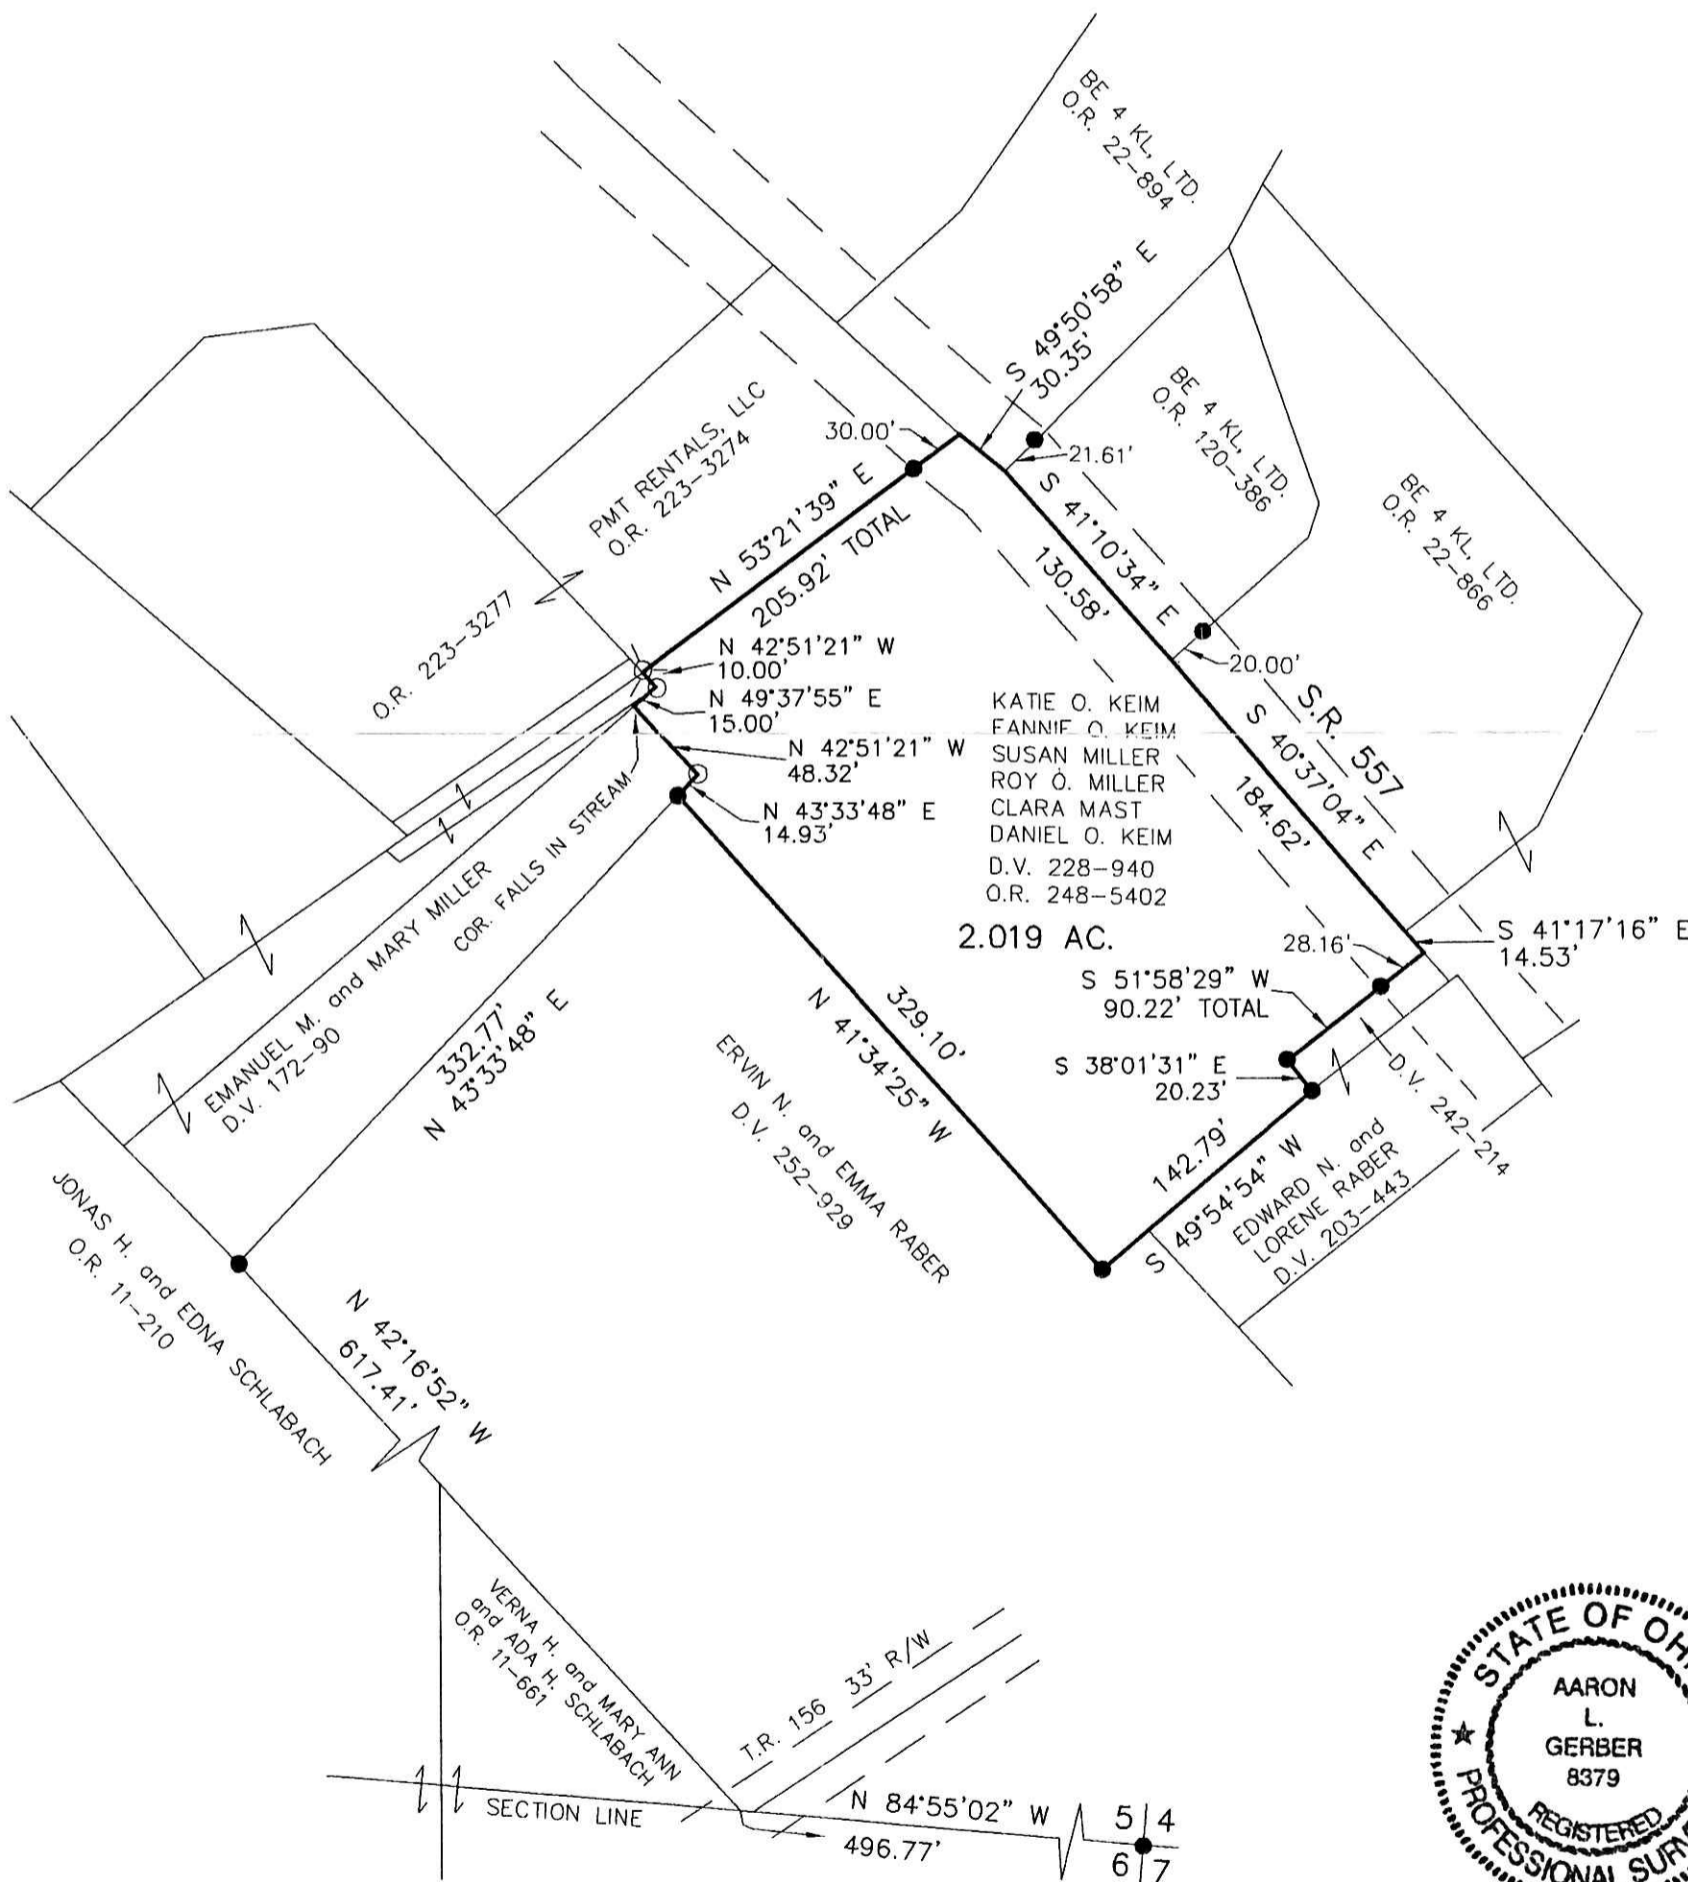 BE 4 KL, LTD.
O.R. 22-894
S 49°50'58" E
30.35'
PMT RENTALS, LLC
O.R. 223-3274
30.00'
21.61'
BE 4 KL, LTD.
O.R. 120-386
BE 4 KL, LTD.
O.R. 22-866
N 53°21'39" E
205.92' TOTAL
S 41°10'34" E
130.58'
O.R. 223-3277
N 42°51'21" W
10.00'
20.00'
N 49°37'55" E
15.00'
N 42°51'21" W
48.32'
N 43°33'48" E
14.93'
KATIE O. KEIM
FANNIE O. KEIM
SUSAN MILLER
ROY O. MILLER
CLARA MAST
DANIEL O. KEIM
D.V. 228-940
O.R. 248-5402
2.019 AC.
S.R. 557
S 40°37'04" E
184.62'
S 41°17'16" E
14.53'
28.16'
S 51°58'29" W
90.22' TOTAL
S 38°01'31" E
20.23'
D.V. 242-214
COR. FALLS IN STREAM
EMANUEL M. and MARY MILLER
D.V. 172-90
332.77'
N 43°33'48" E
329.10'
N 41°34'25" W
ERVIN N. and EMMA RABER
D.V. 252-929
142.79'
S 49°54'54" W
EDWARD N. and
LORENE RABER
D.V. 203-443
JONAS H. and EDNA SCHLABACH
O.R. 11-210
N 42°16'52" W
617.41'
VERNA H. and MARY ANN
and ADA H. SCHLABACH
O.R. 11-661
T.R. 156 33' R/W
SECTION LINE
N 84°55'02" W
496.77'
5 4
6 7
STATE OF OH
AARON
L.
GERBER
8379
REGISTERED
PROFESSIONAL SURVE